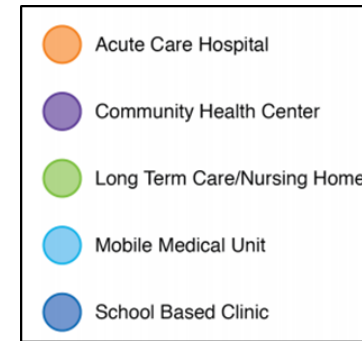 Acute Care Hospital
Community Health Center
Long Term Care/Nursing Home
Mobile Medical Unit
School Based Clinic